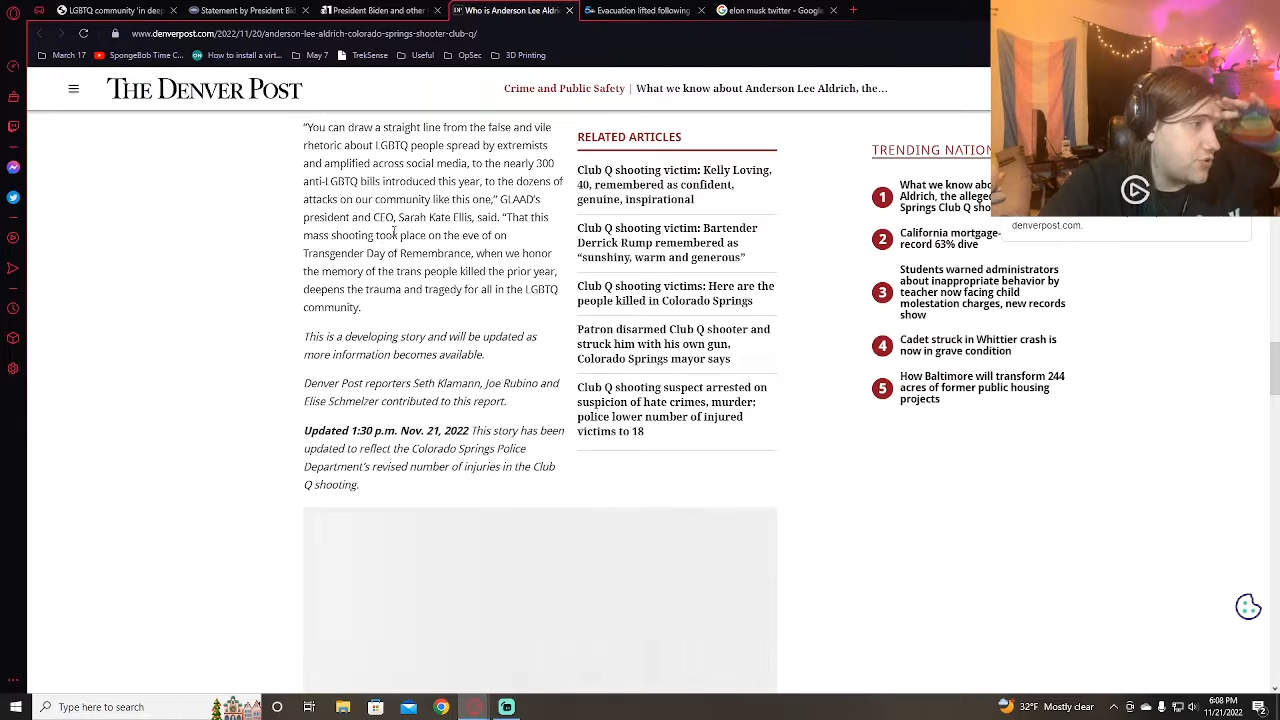 LGBTQ community 'in deep
Statement by President Bid
President Biden and other
Who is Anderson Lee Aldri
Evacuation lifted following
elon musk twitter - Google
www.denverpost.com/2022/11/20/anderson-lee-aldrich-colorado-springs-shooter-club-q/
March 17
SpongeBob Time C...
How to install a virt...
May 7
TrekSonic
Useful
OpSec
3D Printing
THE DENVER POST
Crime and Public Safety | What we know about Anderson Lee Aldrich, the...
"You can draw a straight line from the false and vile
rhetoric about LGBTQ people spread by extremists
and amplified across social media, to the nearly 300
anti-LGBTQ bills introduced this year, to the dozens of
attacks on our community like this one," GLAAD's
president and CEO, Sarah Kate Ellis, said. "That this
mass shooting took place on the eve of on
Transgender Day of Remembrance, when we honor
the memory of the trans people killed the prior year,
deepens the trauma and tragedy for all in the LGBTQ
community.
This is a developing story and will be updated as
more information becomes available.
Denver Post reporters Seth Klamann, Joe Rubino and
Elise Schmelzer contributed to this report.
Updated 1:30 p.m. Nov. 21, 2022 This story has been
updated to reflect the Colorado Springs Police
Department's revised number of injuries in the Club
Q shooting.
RELATED ARTICLES
Club Q shooting victim: Kelly Loving,
40, remembered as confident,
genuine, inspirational
Club Q shooting victim: Bartender
Derrick Rump remembered as
"sunshiny, warm and generous"
Club Q shooting victims: Here are the
people killed in Colorado Springs
Patron disarmed Club Q shooter and
struck him with his own gun,
Colorado Springs mayor says
Club Q shooting suspect arrested on
suspicion of hate crimes, murder;
police lower number of injured
victims to 18
TRENDING NATION
1
What we know abo
Aldrich, the allege
Springs Club Q sho
2
California mortgage-
record 63% dive
3
Students warned administrators
about inappropriate behavior by
teacher now facing child
molestation charges, new records
show
4
Cadet struck in Whittier crash is
now in grave condition
5
How Baltimore will transform 244
acres of former public housing
projects
denverpost.com.
Type here to search
32°F Mostly clear
6:08 PM
11/21/2022